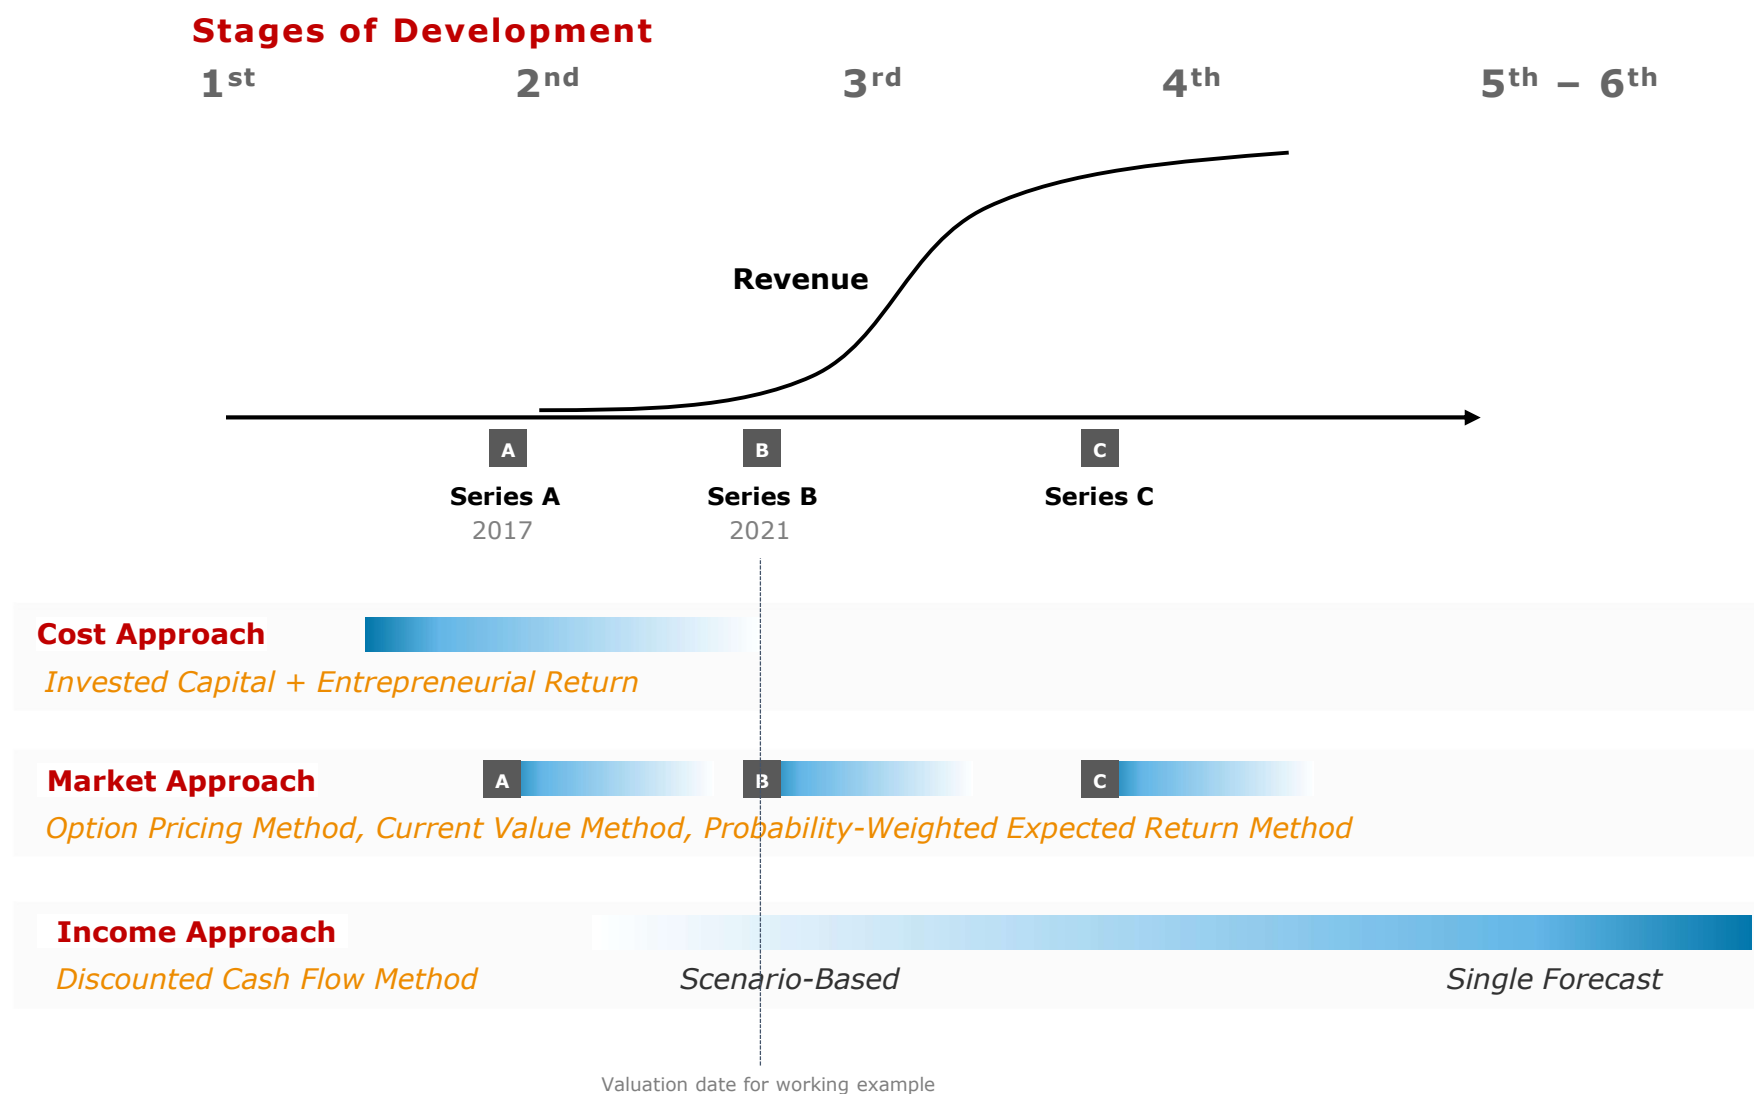 Stages of Development
1st 2nd 3rd 4th 5th – 6th
Revenue
A B C
Series A Series B Series C
2017 2021
Cost Approach
Invested Capital + Entrepreneurial Return
Market Approach A B C
Option Pricing Method, Current Value Method, Probability-Weighted Expected Return Method
Income Approach
Discounted Cash Flow Method Scenario-Based Single Forecast
Valuation date for working example